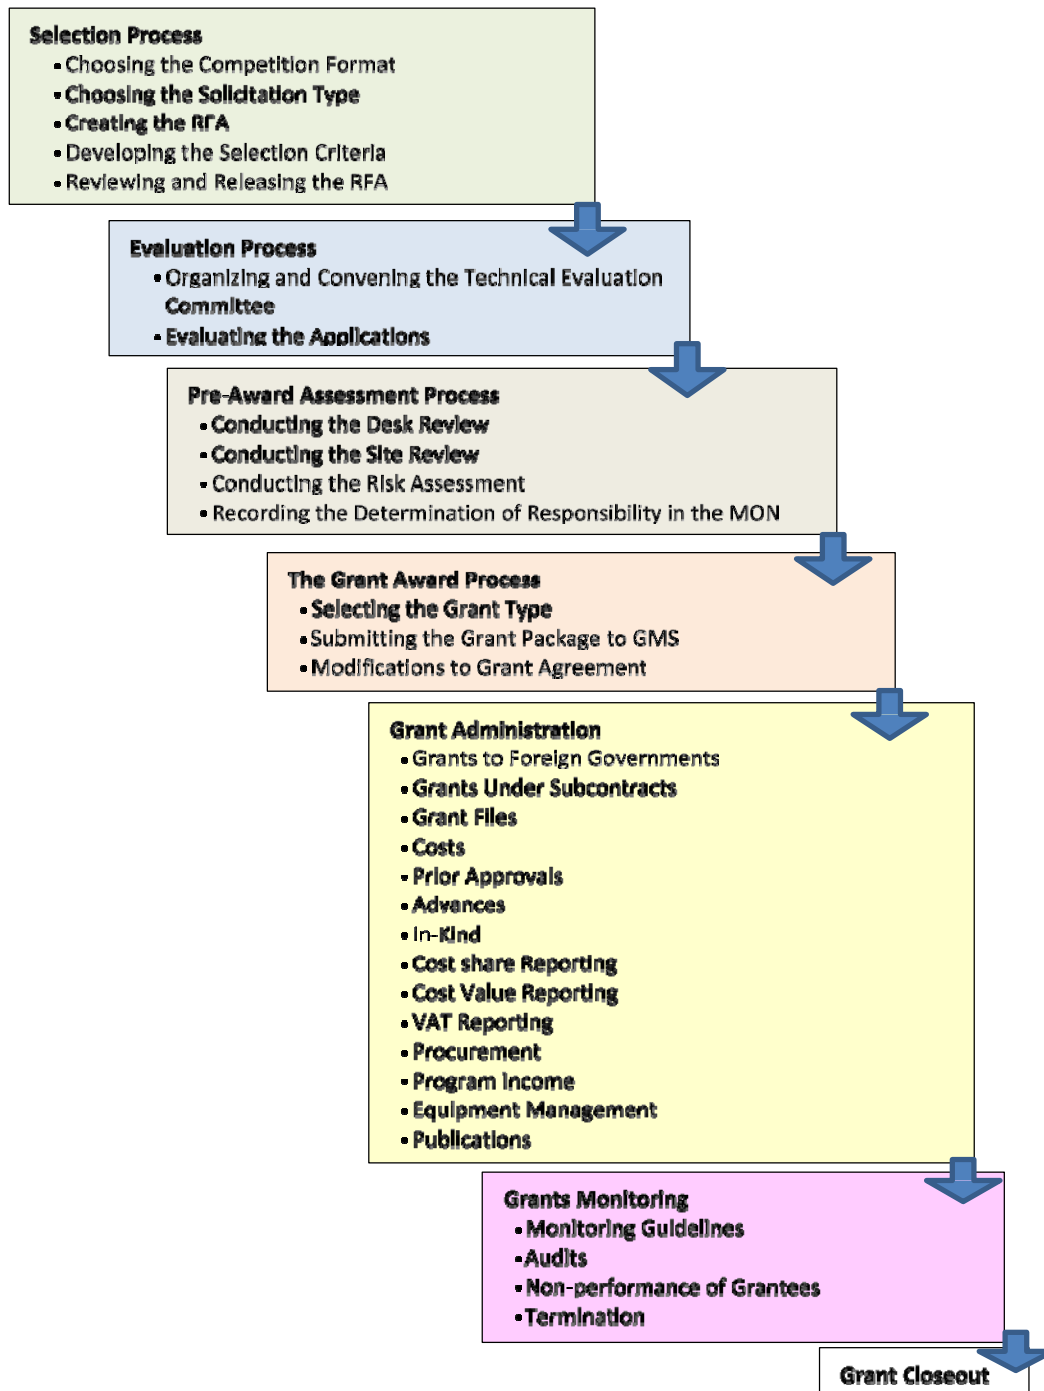 Selection Process
• Choosing the Competition Format
• Choosing the Solicitation Type
• Creating the RFA
• Developing the Selection Criteria
• Reviewing and Releasing the RFA
Evaluation Process
• Organizing and Convening the Technical Evaluation
Committee
• Evaluating the Applications
Pre-Award Assessment Process
• Conducting the Desk Review
• Conducting the Site Review
• Conducting the Risk Assessment
• Recording the Determination of Responsibility in the MON
The Grant Award Process
• Selecting the Grant Type
• Submitting the Grant Package to GMS
• Modifications to Grant Agreement
Grant Administration
• Grants to Foreign Governments
• Grants Under Subcontracts
• Grant Files
• Costs
• Prior Approvals
• Advances
• In-Kind
• Cost share Reporting
• Cost Value Reporting
• VAT Reporting
• Procurement
• Program Income
• Equipment Management
• Publications
Grants Monitoring
• Monitoring Guidelines
• Audits
• Non-performance of Grantees
• Termination
Grant Closeout